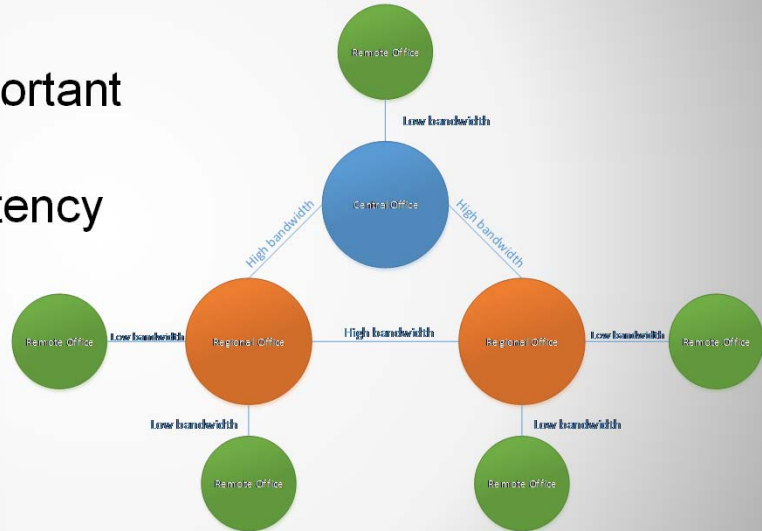 Remote Office
ortant
Low bandwidth
tency
Central Office
High bandwidth
High bandwidth
Remote Office
Low bandwidth
Regional Office
High bandwidth
Regional Office
Low bandwidth
Remote Office
Low bandwidth
Low bandwidth
Remote Office
Remote Office